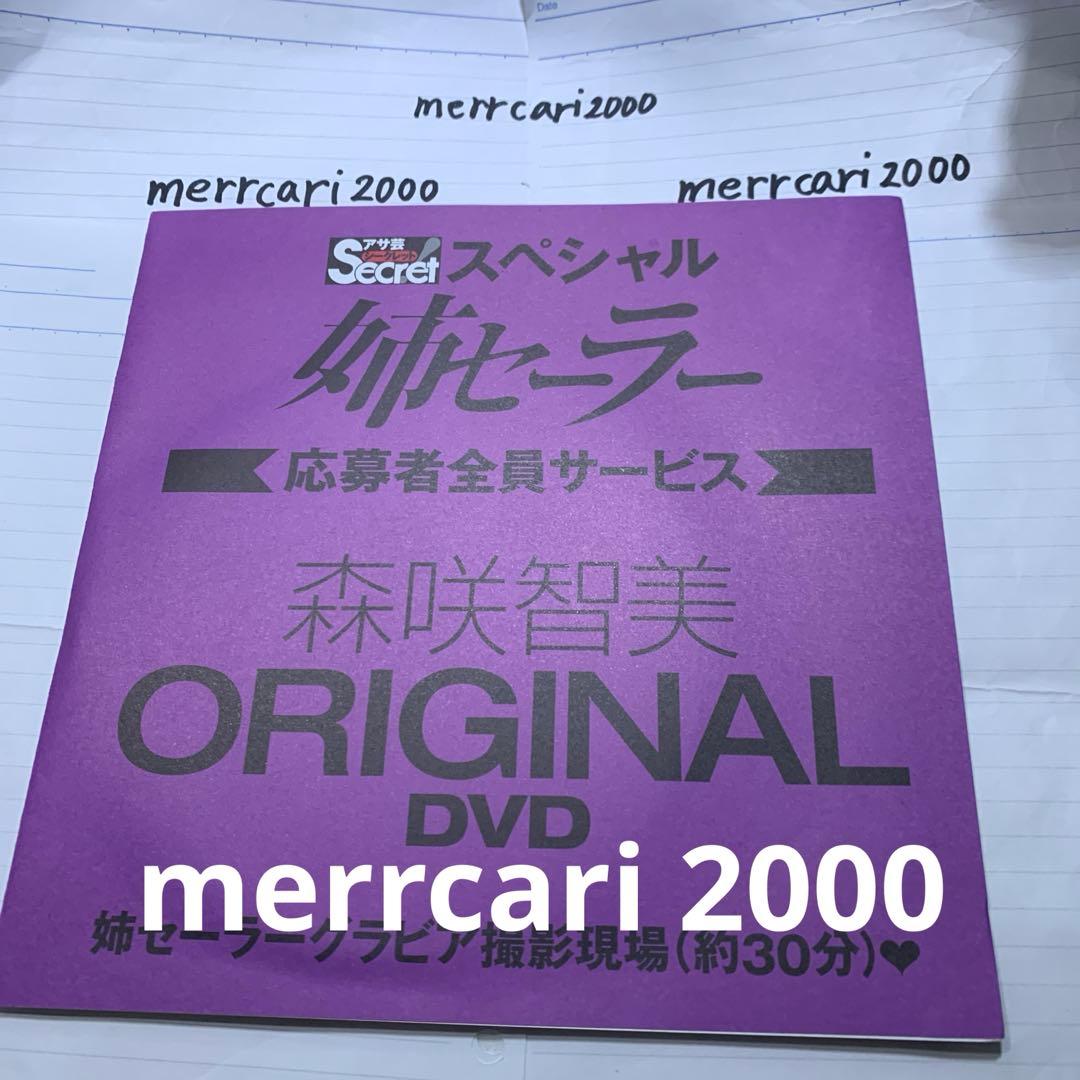 Date
merrcari2000
merrcari2000
merrcari2000
アサ芸
シークレット
Secret! スペシャル
姉セーラー
応募者全員サービス
森咲智美
ORIGINAL
DVD
merrcari 2000
姉セーラーグラビア撮影現場(約30分)❤